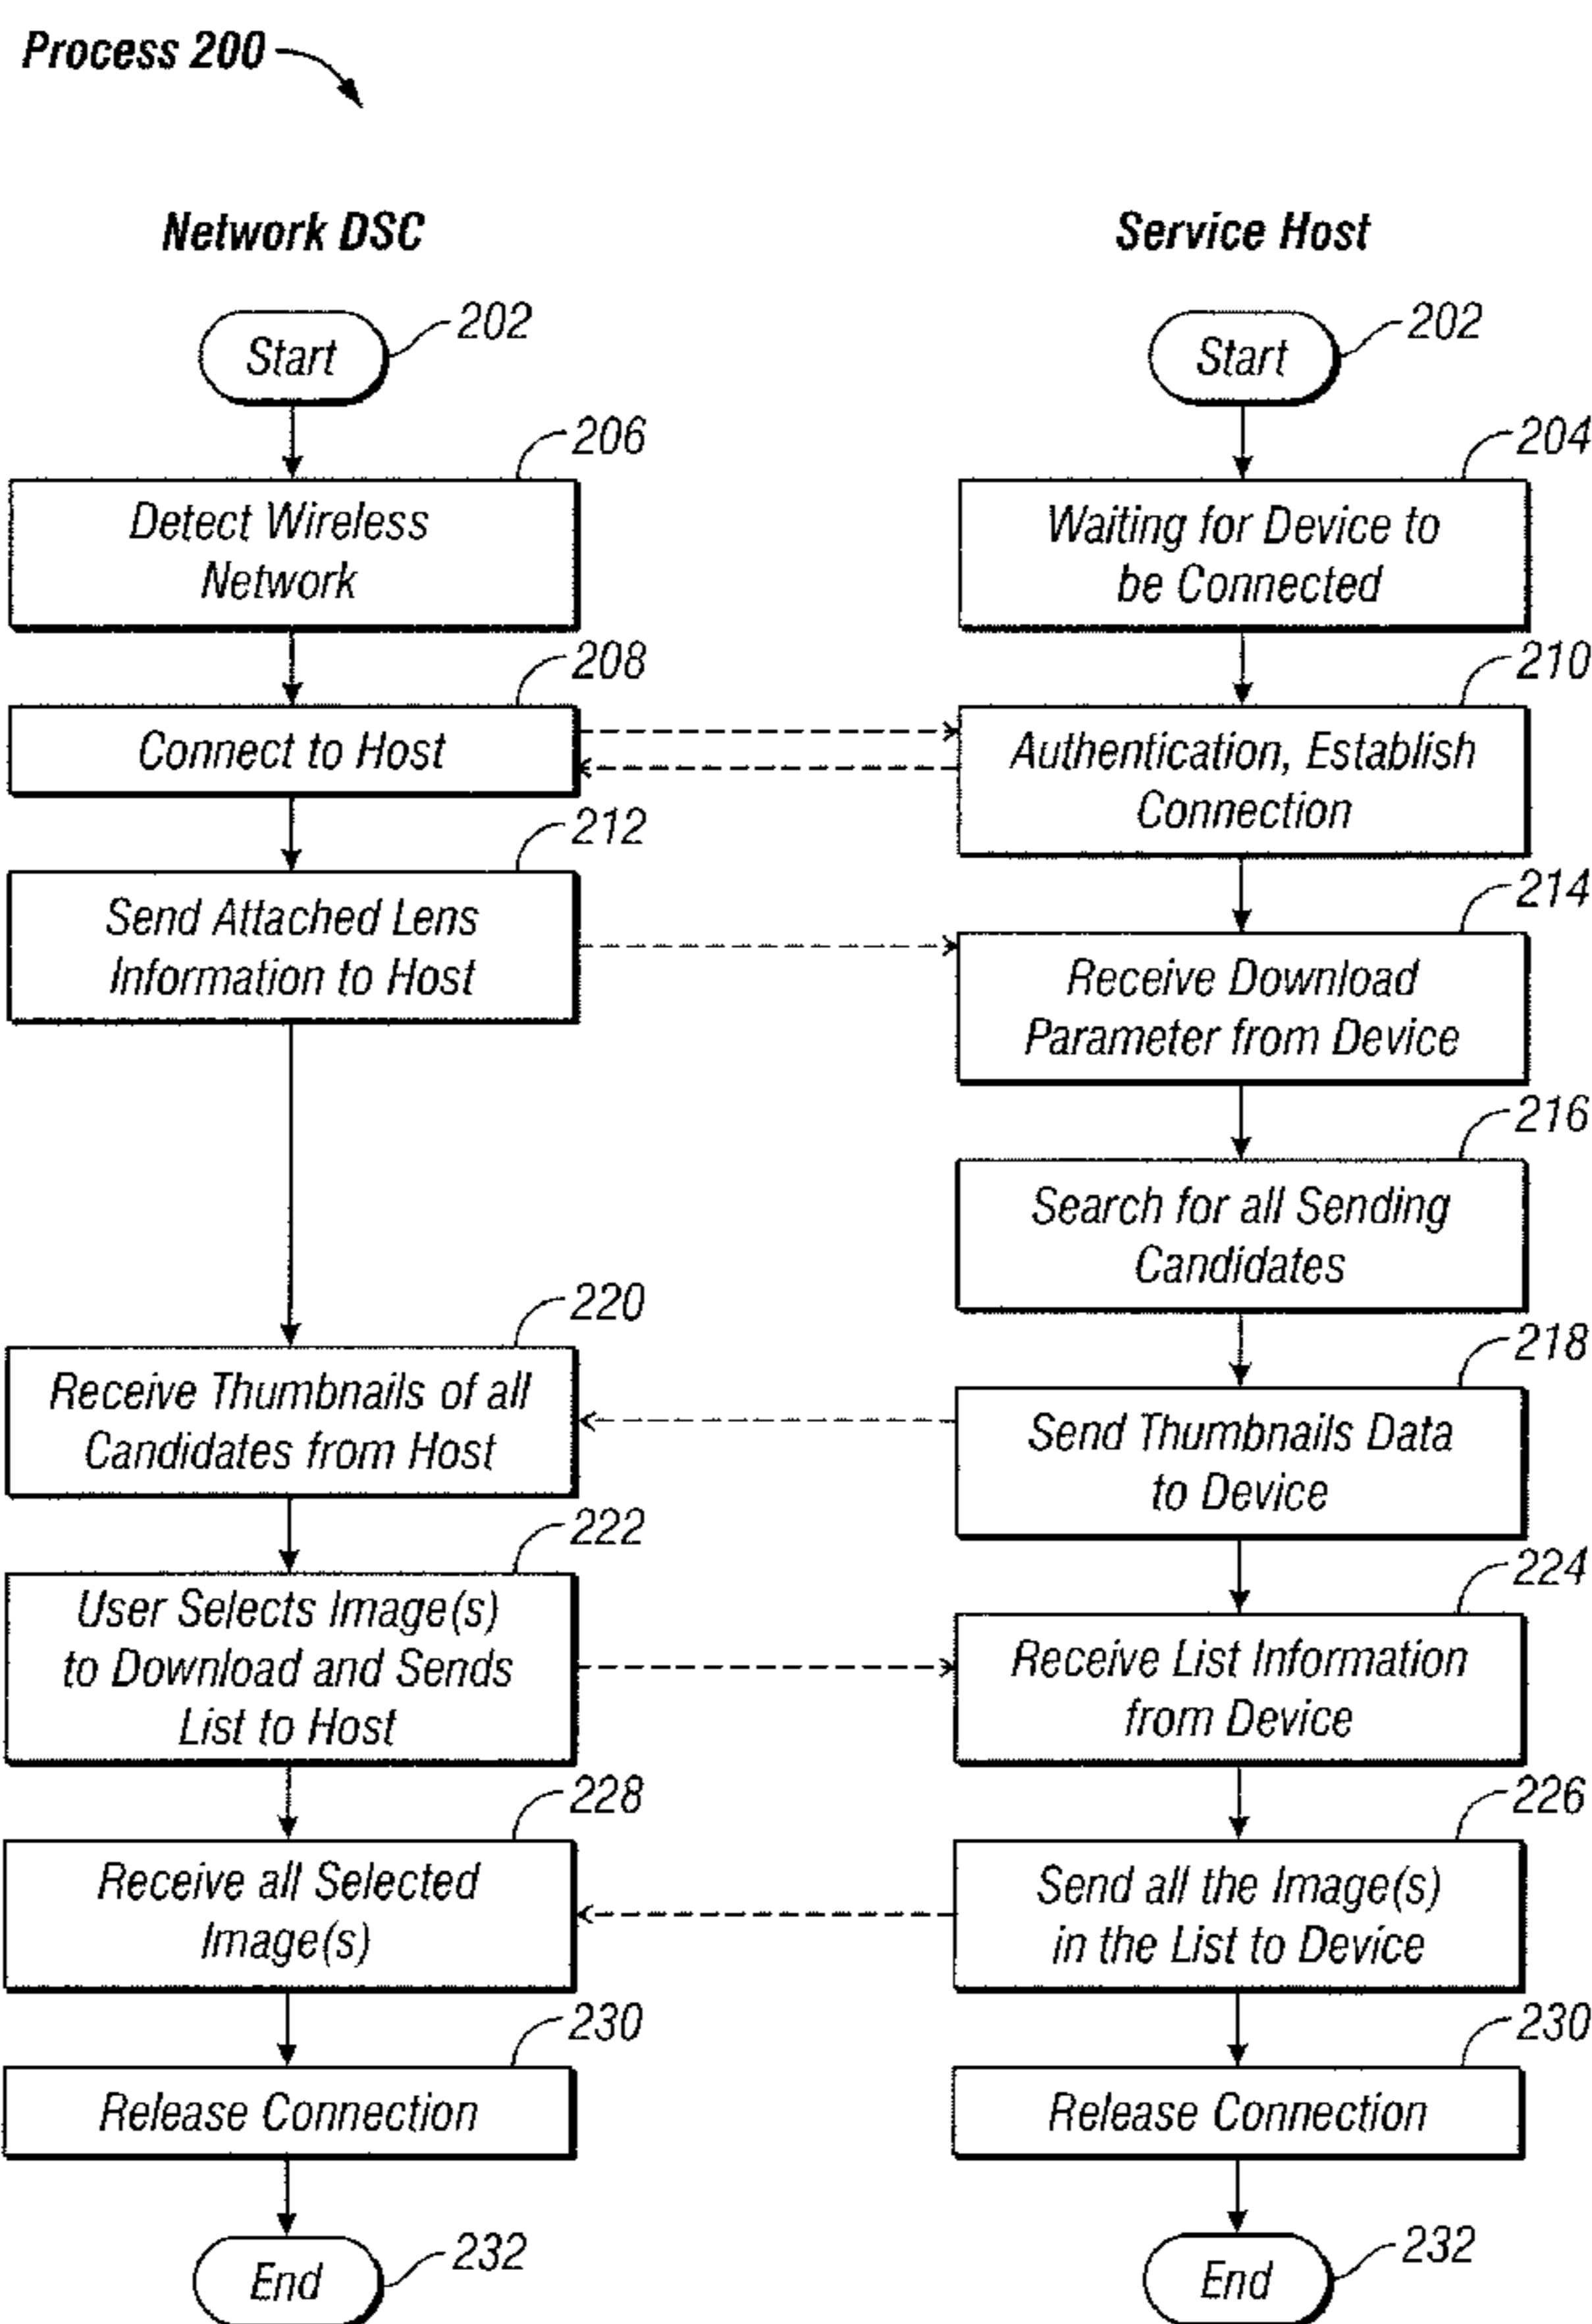 Process 200
Network DSC
Service Host
Start
202
Start
202
206
Detect Wireless
Network
204
Waiting for Device to
be Connected
208
Connect to Host
210
Authentication, Establish
Connection
212
Send Attached Lens
Information to Host
214
Receive Download
Parameter from Device
216
Search for all Sending
Candidates
220
Receive Thumbnails of all
Candidates from Host
218
Send Thumbnails Data
to Device
222
User Selects Image(s)
to Download and Sends
List to Host
224
Receive List Information
from Device
228
Receive all Selected
Image(s)
226
Send all the Image(s)
in the List to Device
230
Release Connection
230
Release Connection
End
232
End
232